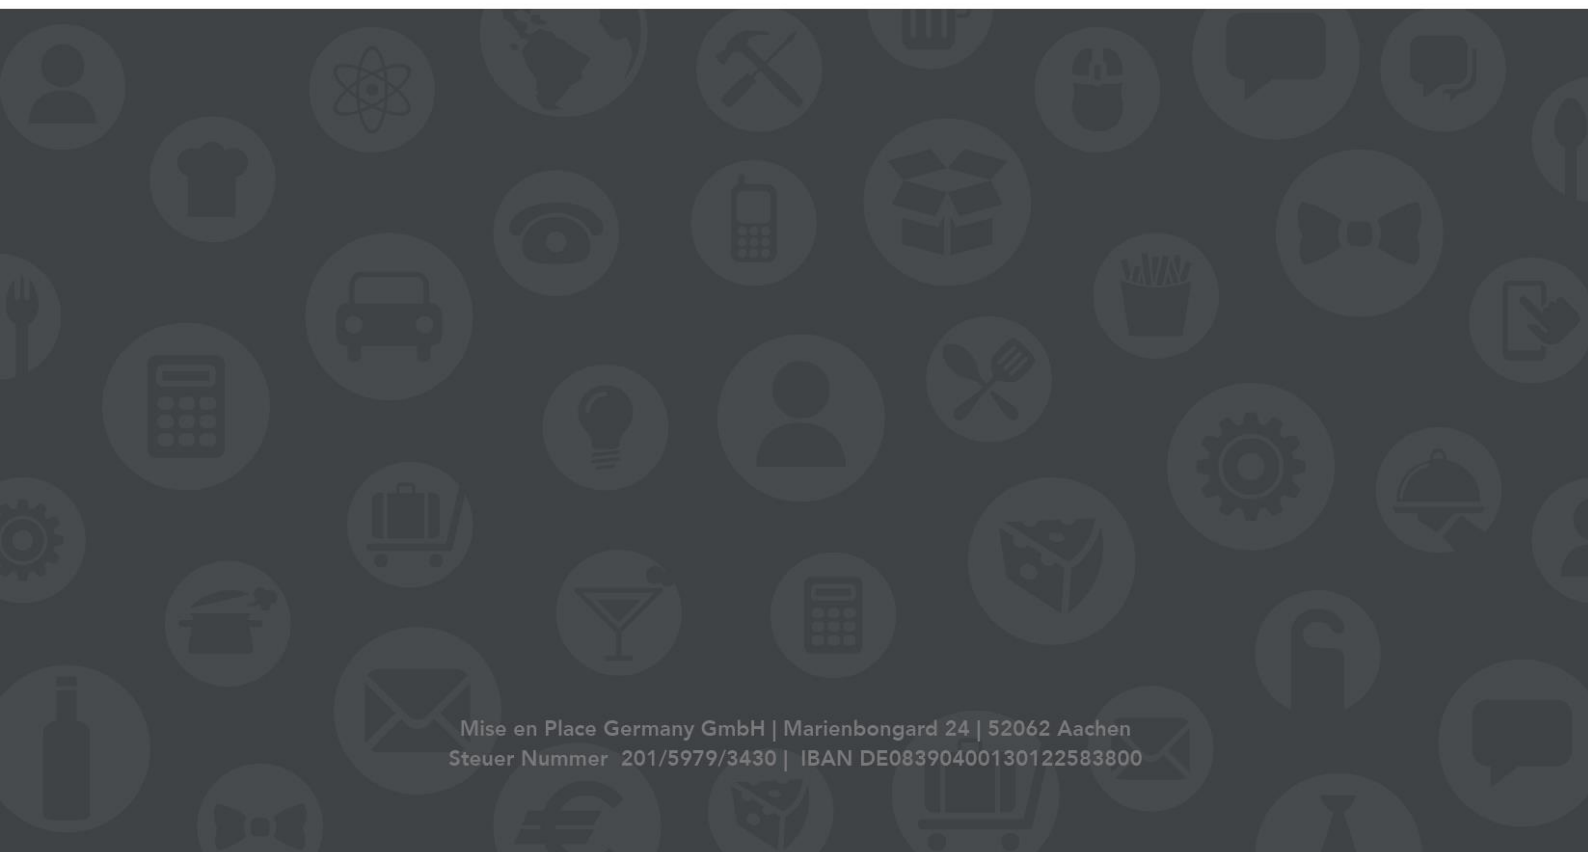 Mise en Place Germany GmbH | Marienbongard 24 | 52062 Aachen
Steuer Nummer  201/5979/3430 |  IBAN DE08390400130122583800